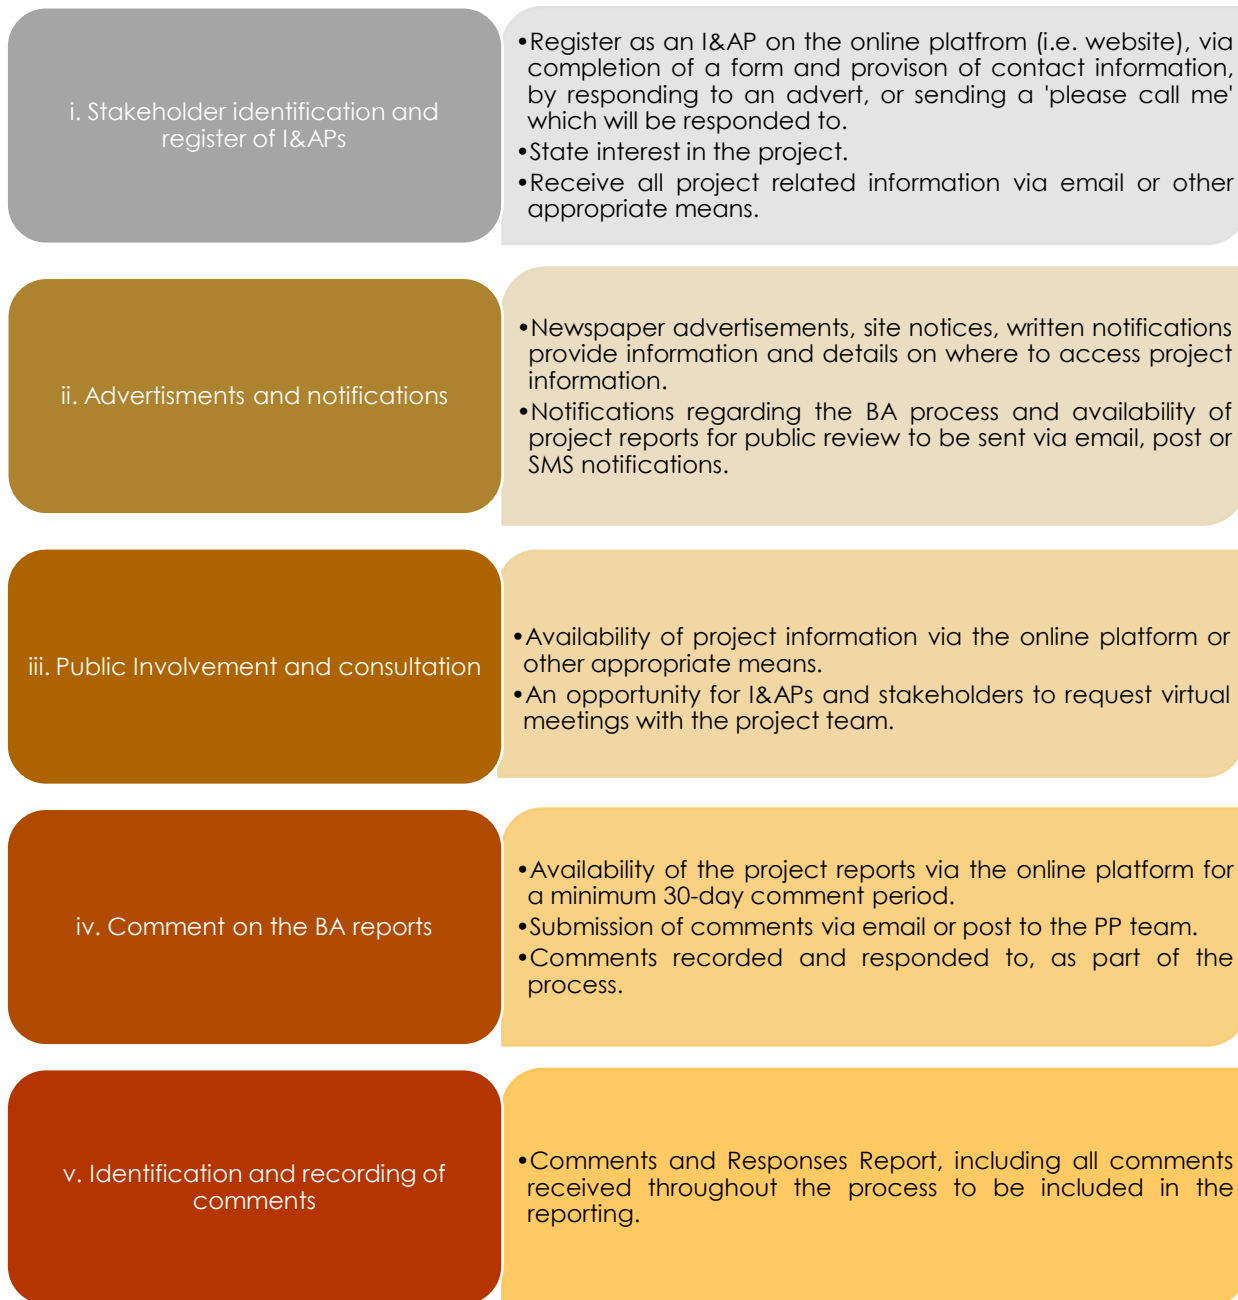 i. Stakeholder identification and
register of I&APs
•Register as an I&AP on the online platfrom (i.e. website), via
completion of a form and provison of contact information,
by responding to an advert, or sending a 'please call me'
which will be responded to.
•State interest in the project.
•Receive all project related information via email or other
appropriate means.
ii. Advertisments and notifications
•Newspaper advertisements, site notices, written notifications
provide information and details on where to access project
information.
•Notifications regarding the BA process and availability of
project reports for public review to be sent via email, post or
SMS notifications.
iii. Public Involvement and consultation
•Availability of project information via the online platform or
other appropriate means.
•An opportunity for I&APs and stakeholders to request virtual
meetings with the project team.
iv. Comment on the BA reports
•Availability of the project reports via the online platform for
a minimum 30-day comment period.
•Submission of comments via email or post to the PP team.
•Comments recorded and responded to, as part of the
process.
v. Identification and recording of
comments
•Comments and Responses Report, including all comments
received throughout the process to be included in the
reporting.